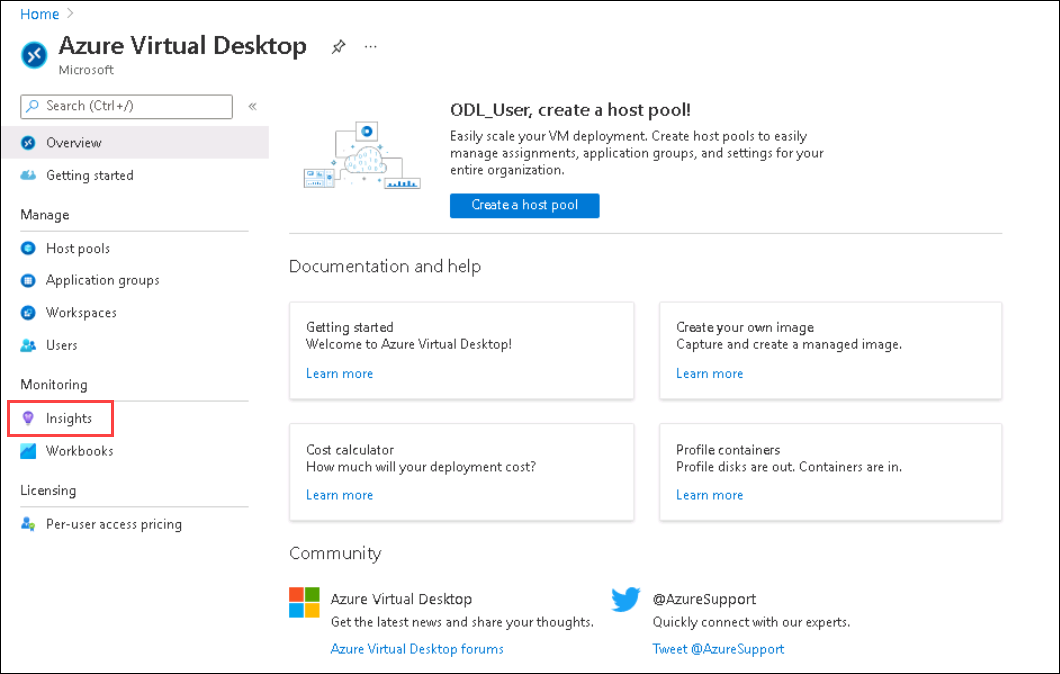 Home >
Azure Virtual Desktop
Microsoft
Search (Ctrl+/)
«
Overview
Getting started
Manage
Host pools
Application groups
Workspaces
Users
Monitoring
Insights
Workbooks
Licensing
Per-user access pricing
ODL_User, create a host pool!
Easily scale your VM deployment. Create host pools to easily
manage assignments, application groups, and settings for your
entire organization.
Create a host pool
Documentation and help
Getting started
Welcome to Azure Virtual Desktop!
Learn more
Create your own image
Capture and create a managed image.
Learn more
Cost calculator
How much will your deployment cost?
Learn more
Profile containers
Profile disks are out. Containers are in.
Learn more
Community
Azure Virtual Desktop
Get the latest news and share your thoughts.
Azure Virtual Desktop forums
@AzureSupport
Quickly connect with our experts.
Tweet @AzureSupport